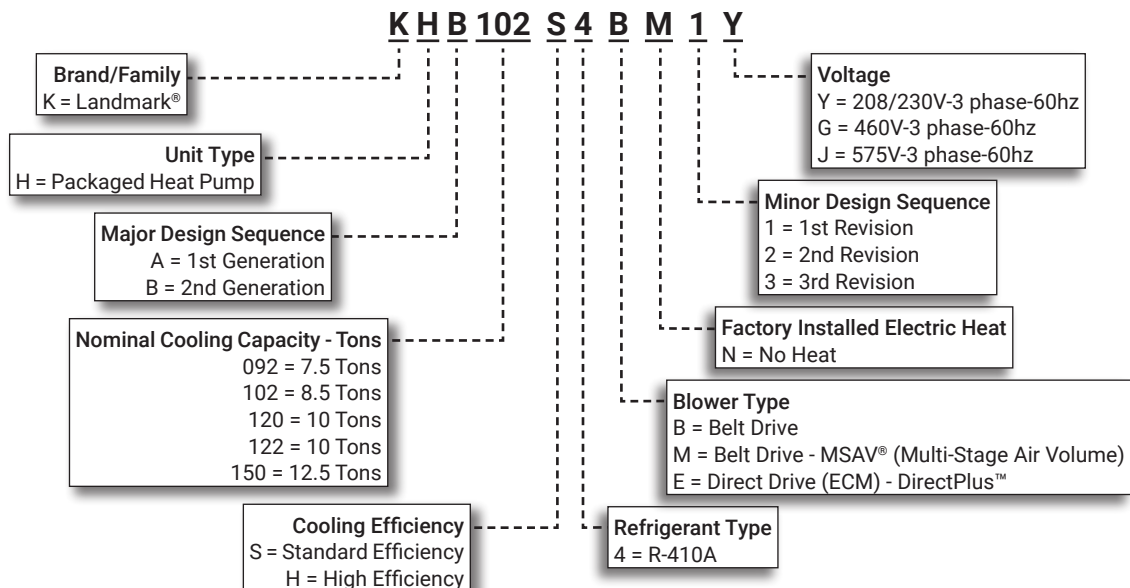 K H B 102 S 4 B M 1 Y
Brand/Family
K = Landmark®
Unit Type
H = Packaged Heat Pump
Major Design Sequence
A = 1st Generation
B = 2nd Generation
Nominal Cooling Capacity - Tons
092 = 7.5 Tons
102 = 8.5 Tons
120 = 10 Tons
122 = 10 Tons
150 = 12.5 Tons
Cooling Efficiency
S = Standard Efficiency
H = High Efficiency
Voltage
Y = 208/230V-3 phase-60hz
G = 460V-3 phase-60hz
J = 575V-3 phase-60hz
Minor Design Sequence
1 = 1st Revision
2 = 2nd Revision
3 = 3rd Revision
Factory Installed Electric Heat
N = No Heat
Blower Type
B = Belt Drive
M = Belt Drive - MSAV® (Multi-Stage Air Volume)
E = Direct Drive (ECM) - DirectPlus™
Refrigerant Type
4 = R-410A